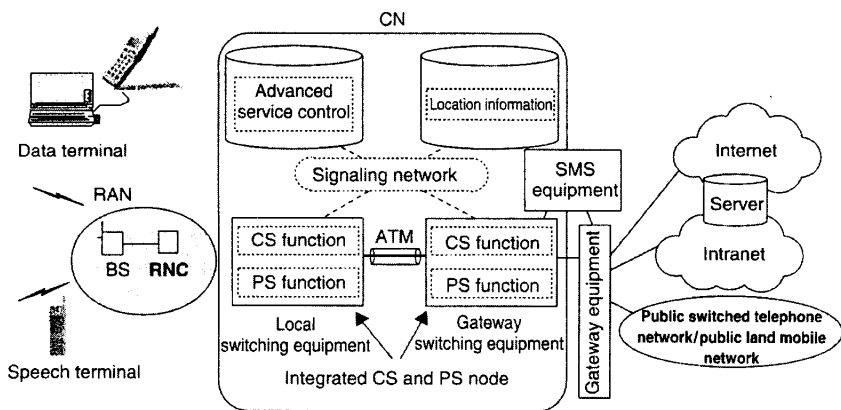 CN
Advanced
service control
Location information
Data terminal
Signaling network
SMS
equipment
Internet
Server
Intranet
RAN
BS
RNC
CS function
PS function
ATM
CS function
PS function
Gateway equipment
Public switched telephone
network/public land mobile
network
Local
switching equipment
Gateway
switching equipment
Speech terminal
Integrated CS and PS node